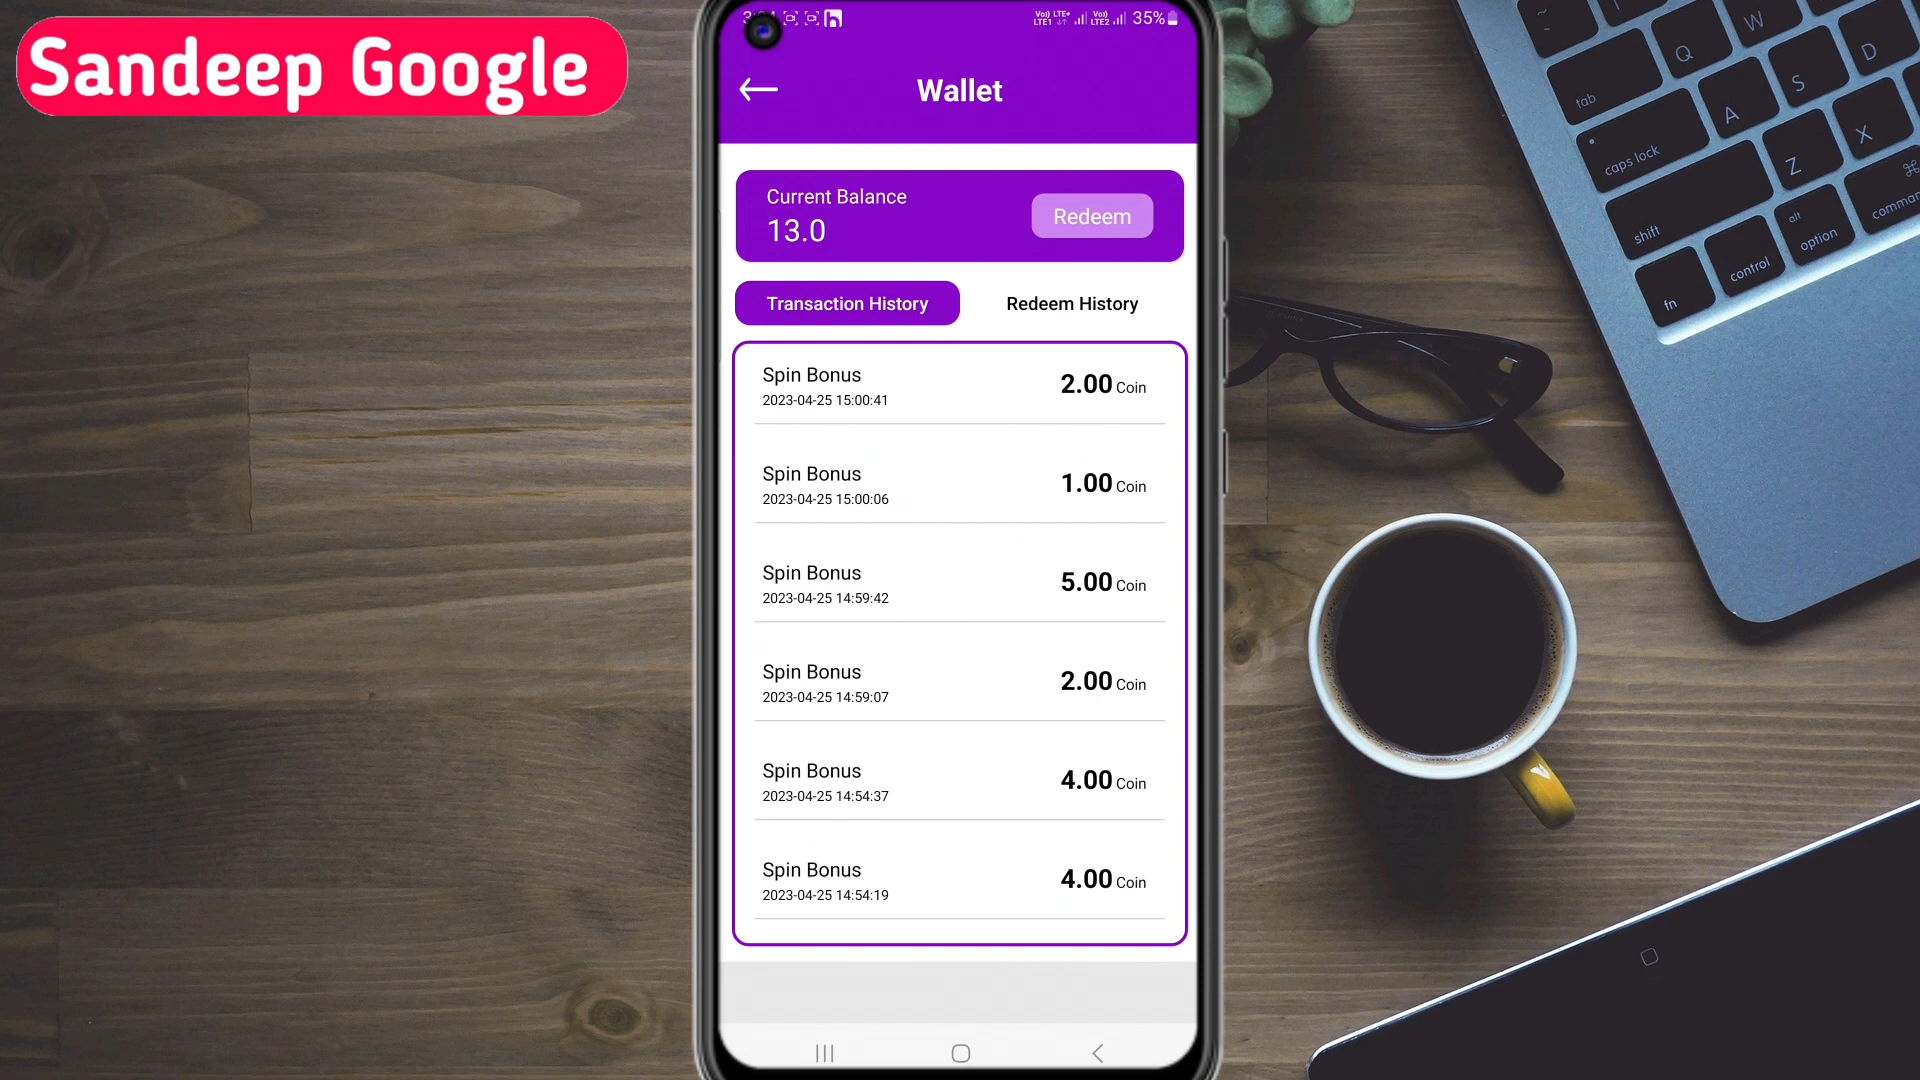 Sandeep Google
35%
Wallet
Current Balance
13.0
Redeem
Transaction History
Redeem History
Spin Bonus
2.00 Coin
2023-04-25 15:00:41
Spin Bonus
1.00 Coin
2023-04-25 15:00:06
Spin Bonus
5.00 Coin
2023-04-25 14:59:42
Spin Bonus
2.00 Coin
2023-04-25 14:59:07
Spin Bonus
4.00 Coin
2023-04-25 14:54:37
Spin Bonus
4.00 Coin
2023-04-25 14:54:19
Q W
tab A S D
caps lock Z X
shift alt ⌘
fn control option